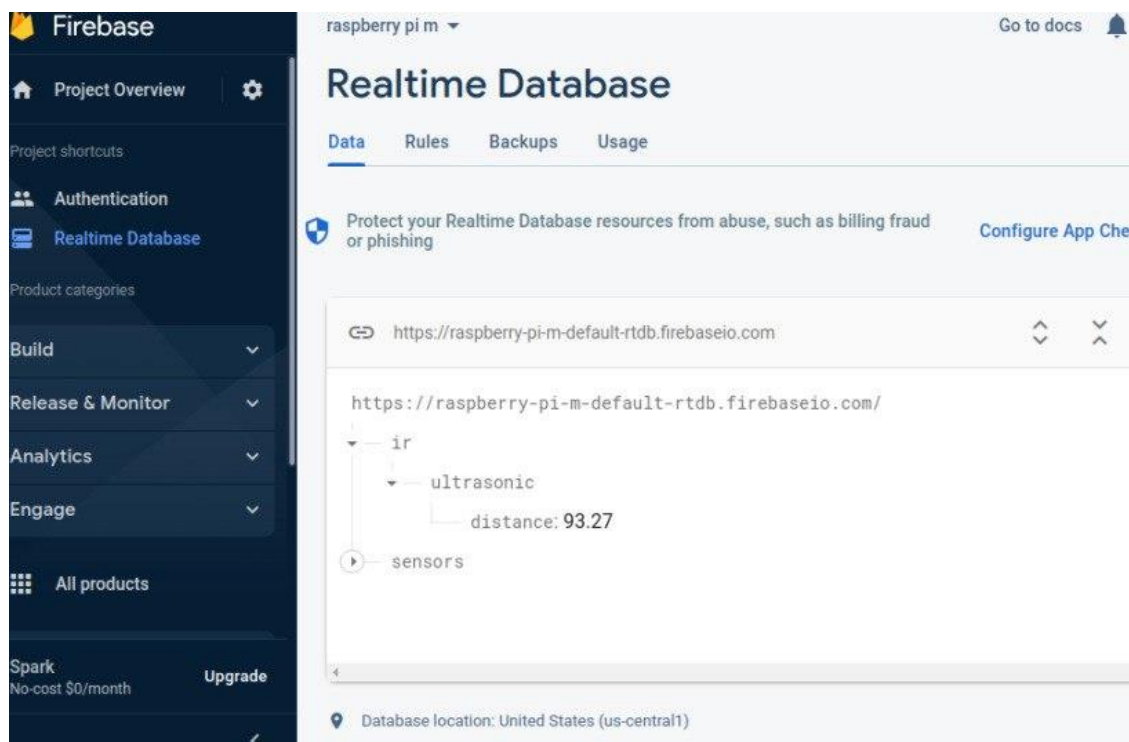 Firebase
Project Overview
Project shortcuts
Authentication
Realtime Database
Product categories
Build
Release & Monitor
Analytics
Engage
All products
Spark
No-cost $0/month
Upgrade
raspberry pi m
Go to docs
Realtime Database
Data Rules Backups Usage
Protect your Realtime Database resources from abuse, such as billing fraud
or phishing
Configure App Che
https://raspberry-pi-m-default-rtdb.firebaseio.com
https://raspberry-pi-m-default-rtdb.firebaseio.com/
ir
ultrasonic
distance: 93.27
sensors
Database location: United States (us-central1)